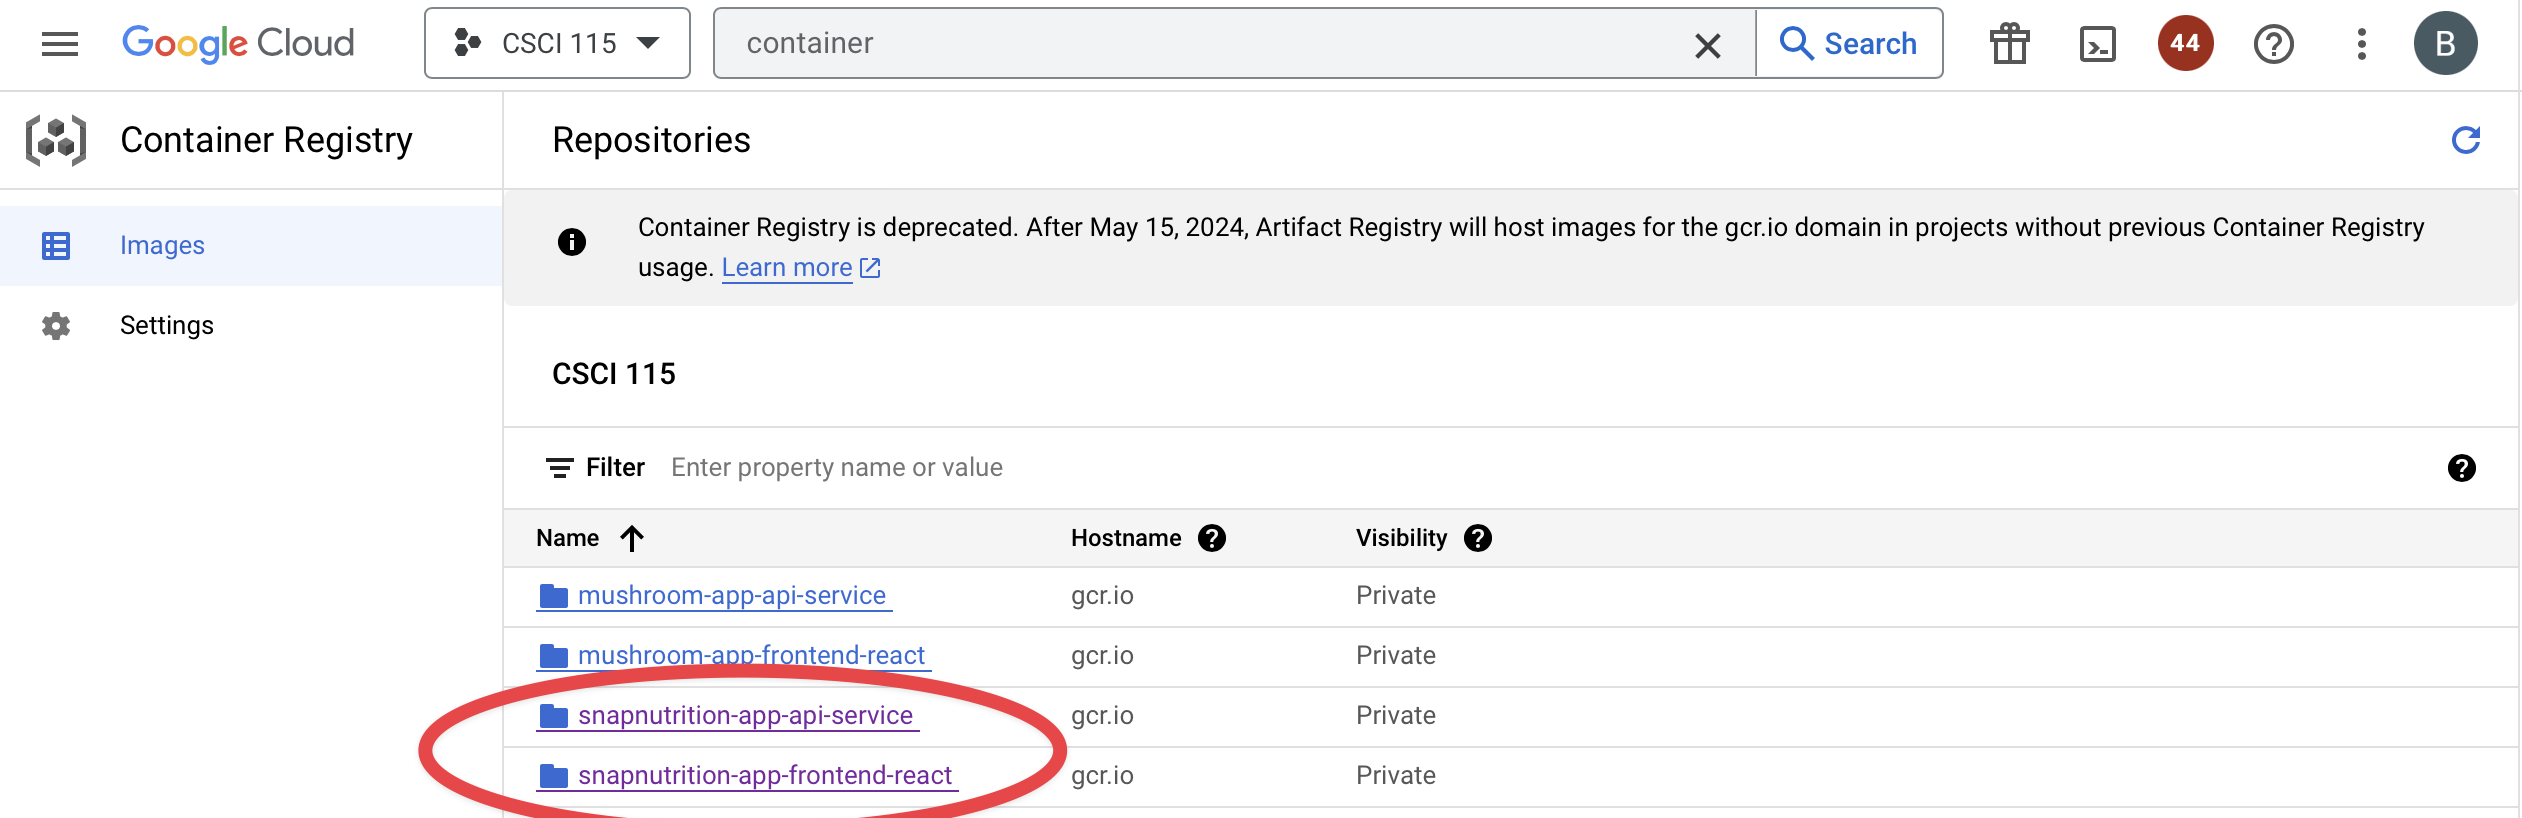 Google Cloud
CSCI 115
container
Search
44
B
Container Registry
Repositories
Images
Settings
Container Registry is deprecated. After May 15, 2024, Artifact Registry will host images for the gcr.io domain in projects without previous Container Registry
usage. Learn more
CSCI 115
Filter Enter property name or value
Name Hostname Visibility
mushroom-app-api-service gcr.io Private
mushroom-app-frontend-react gcr.io Private
snapnutrition-app-api-service gcr.io Private
snapnutrition-app-frontend-react gcr.io Private